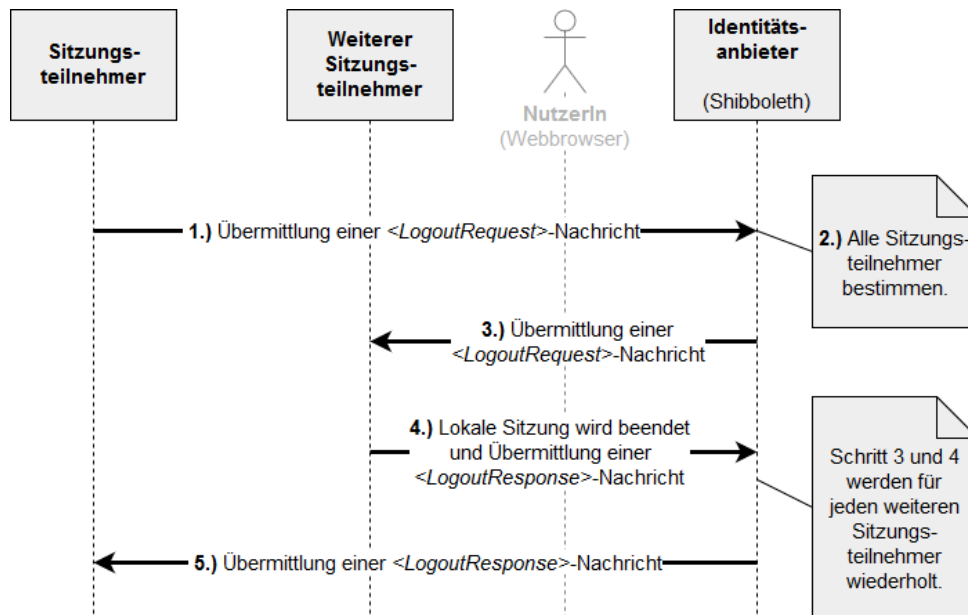 Sitzungs-
teilnehmer
Weiterer
Sitzungs-
teilnehmer
NutzerIn
(Webbrowser)
Identitäts-
anbieter
(Shibboleth)
1.) Übermittlung einer <LogoutRequest>-Nachricht
2.) Alle Sitzungs-
teilnehmer
bestimmen.
3.) Übermittlung einer
<LogoutRequest>-Nachricht
4.) Lokale Sitzung wird beendet
und Übermittlung einer
<LogoutResponse>-Nachricht
Schritt 3 und 4
werden für
jeden weiteren
Sitzungs-
teilnehmer
wiederholt.
5.) Übermittlung einer <LogoutResponse>-Nachricht